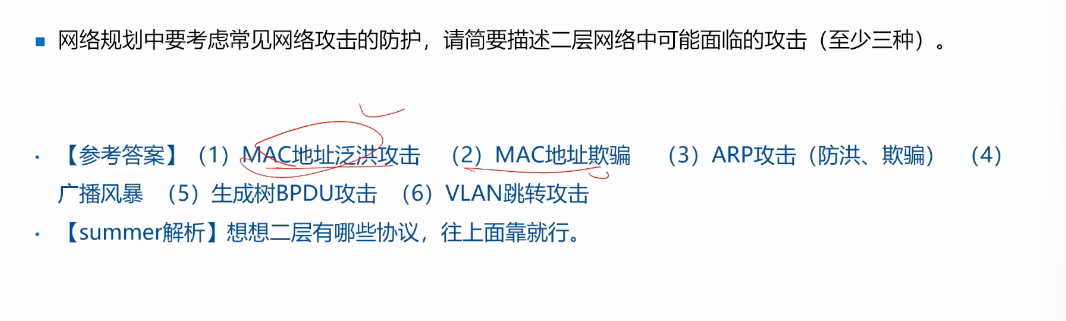 ■ 网络规划中要考虑常见网络攻击的防护，请简要描述二层网络中可能面临的攻击（至少三种）。
· 【参考答案】（1）MAC地址泛洪攻击 （2）MAC地址欺骗 （3）ARP攻击（防洪、欺骗） （4）
广播风暴 （5）生成树BPDU攻击 （6）VLAN跳转攻击
· 【summer解析】想想二层有哪些协议，往上面靠就行。